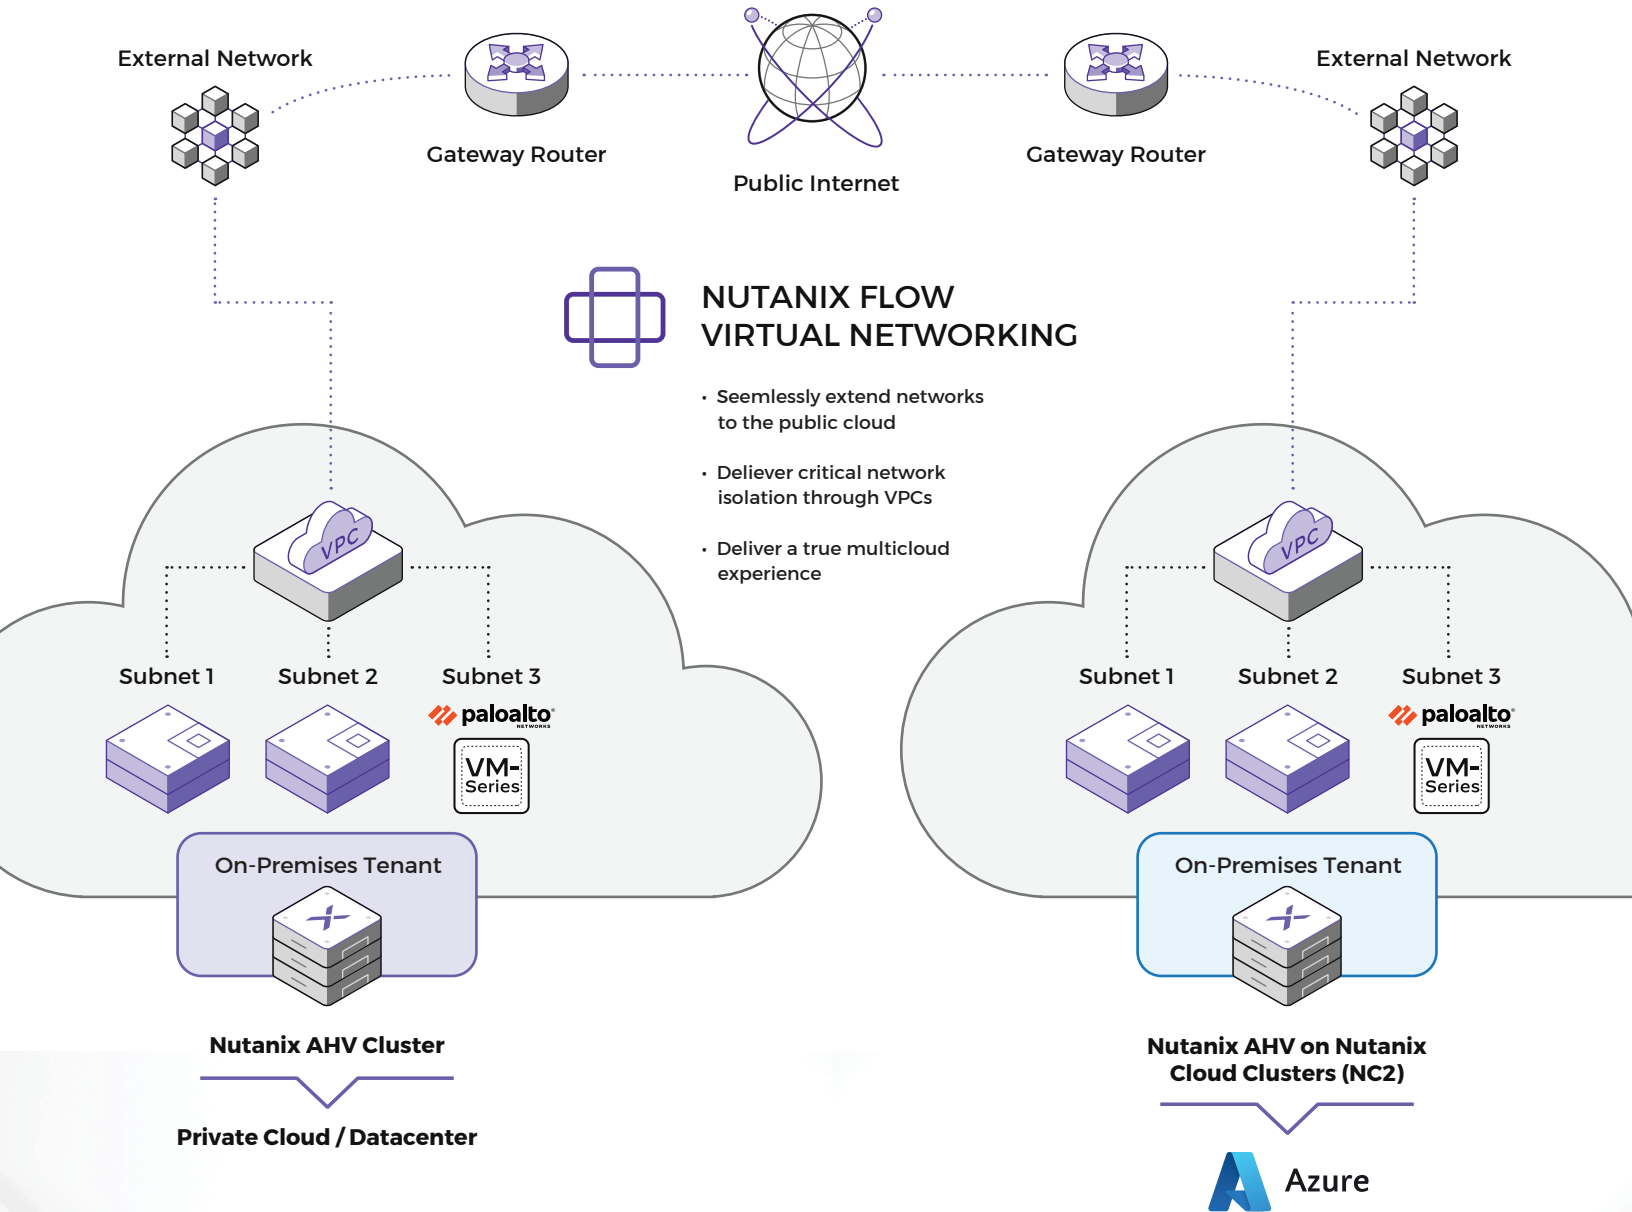 External Network
External Network
Gateway Router
Gateway Router
Public Internet
NUTANIX FLOW
VIRTUAL NETWORKING
• Seemlessly extend networks
to the public cloud
• Deliever critical network
isolation through VPCs
• Deliver a true multicloud
experience
VPC
Subnet 1
Subnet 2
Subnet 3
paloalto®
NETWORKS
VM-
Series
On-Premises Tenant
Nutanix AHV Cluster
Private Cloud / Datacenter
VPC
Subnet 1
Subnet 2
Subnet 3
paloalto®
NETWORKS
VM-
Series
On-Premises Tenant
Nutanix AHV on Nutanix
Cloud Clusters (NC2)
Azure